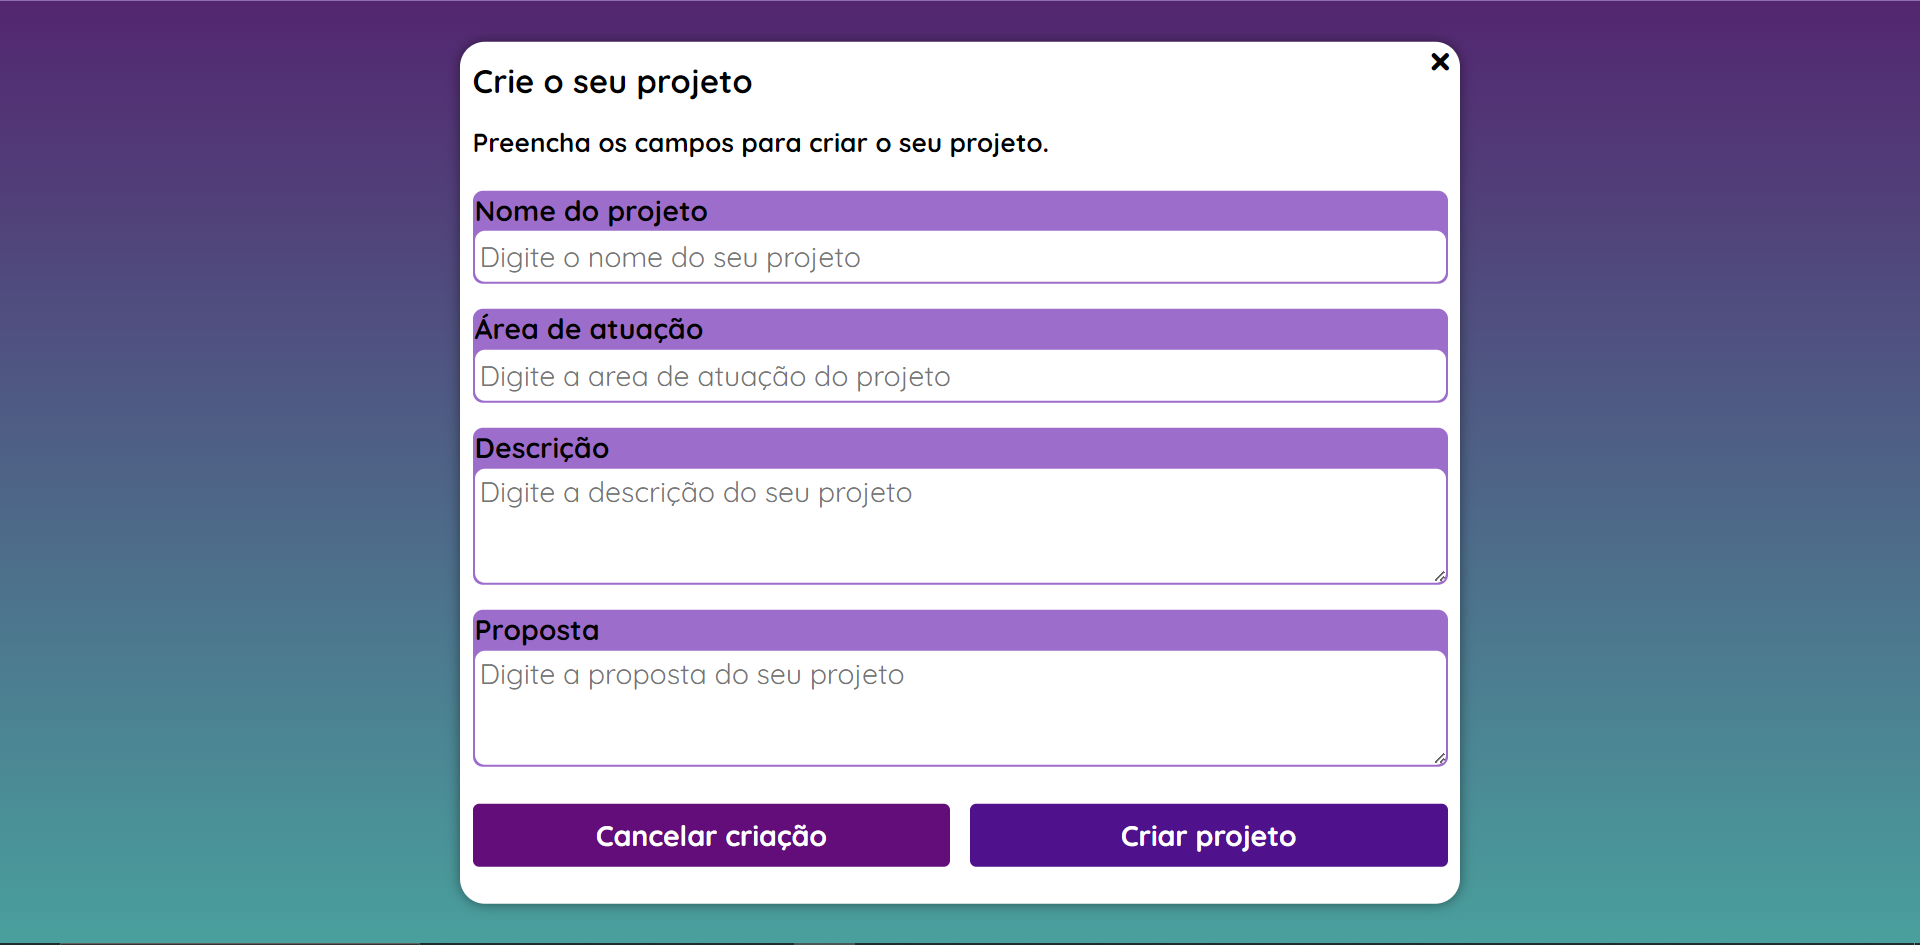 Crie o seu projeto
Preencha os campos para criar o seu projeto.
Nome do projeto
Digite o nome do seu projeto
Área de atuação
Digite a area de atuação do projeto
Descrição
Digite a descrição do seu projeto
Proposta
Digite a proposta do seu projeto
Cancelar criação
Criar projeto